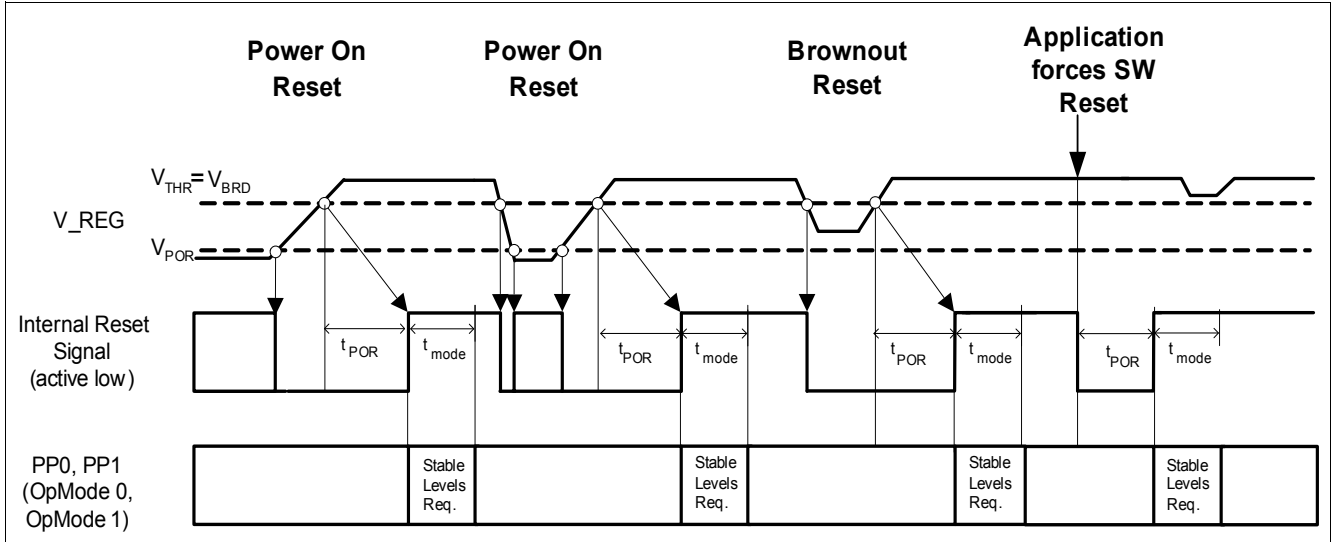 Power On
Reset
Power On
Reset
Brownout
Reset
Application
forces SW
Reset
V_THR= V_BRD
V_REG
V_POR
Internal Reset
Signal
(active low)
t_POR
t_mode
t_POR
t_mode
t_POR
t_mode
t_POR
t_mode
PP0, PP1
(OpMode 0,
OpMode 1)
Stable
Levels
Req.
Stable
Levels
Req.
Stable
Levels
Req.
Stable
Levels
Req.